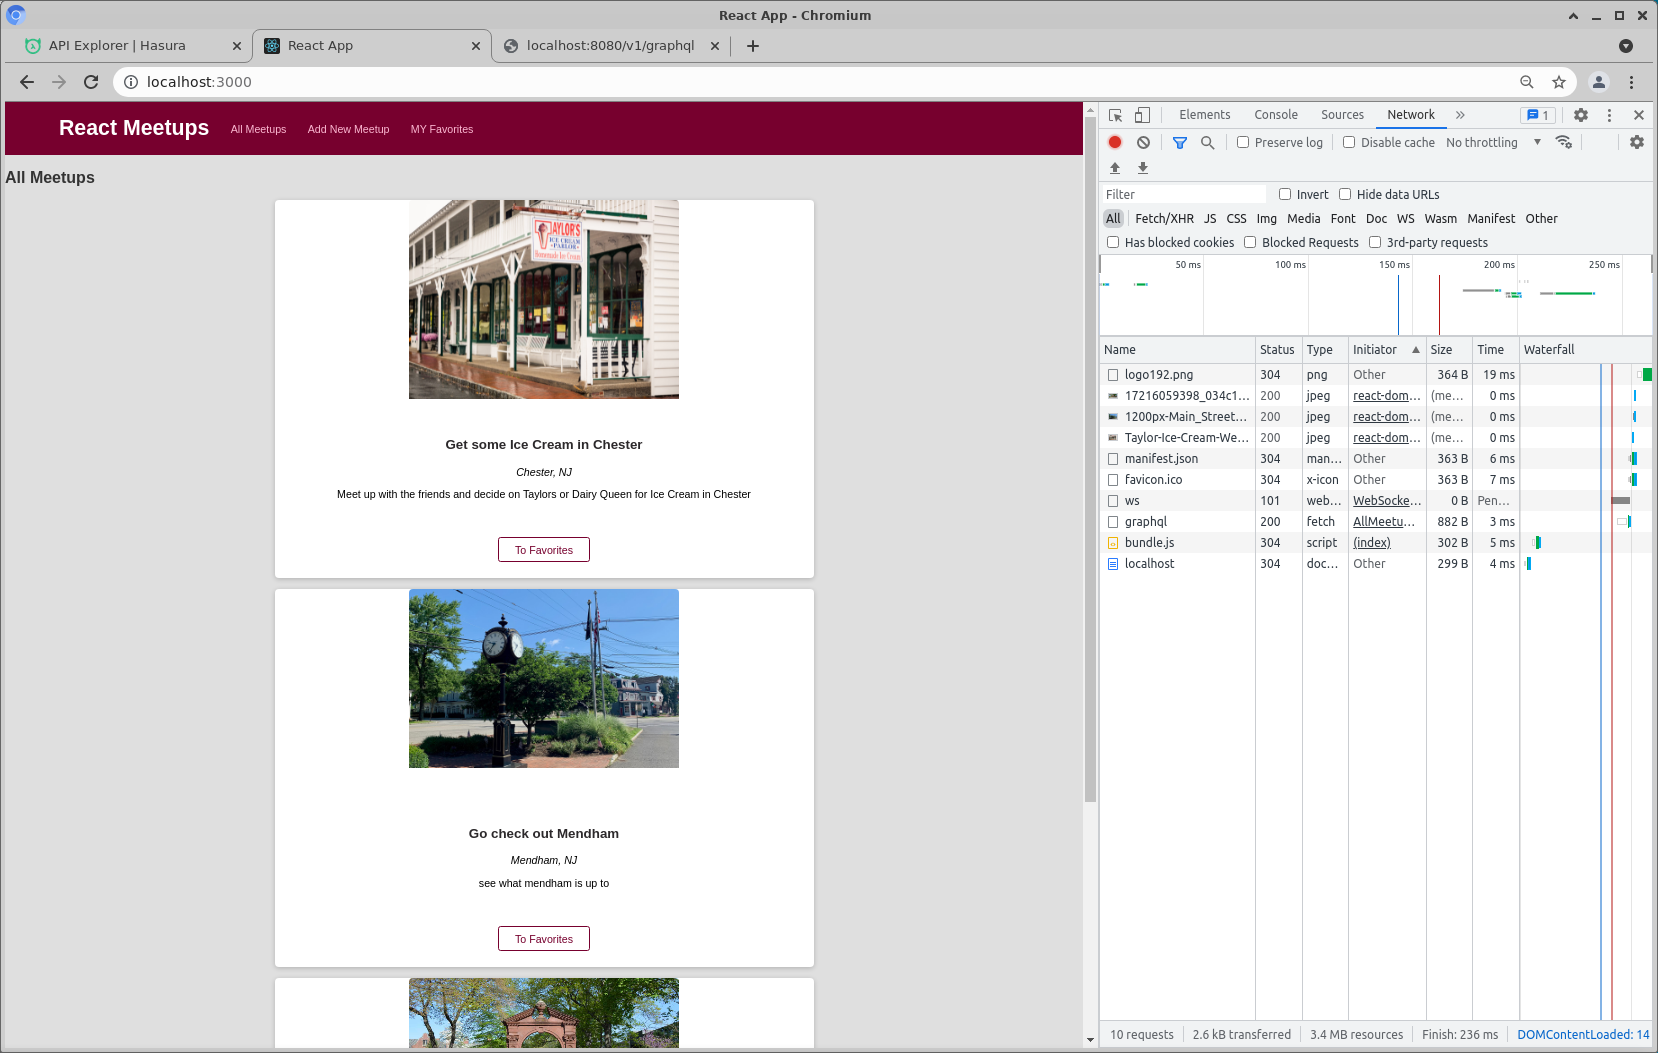 React App - Chromium
API Explorer | Hasura
React App
localhost:8080/v1/graphql
localhost:3000
React Meetups All Meetups Add New Meetup MY Favorites
All Meetups
TAYLOR'S
ICE CREAM
PARLOR
Homemade Ice Cream
Get some Ice Cream in Chester
Chester, NJ
Meet up with the friends and decide on Taylors or Dairy Queen for Ice Cream in Chester
To Favorites
Go check out Mendham
Mendham, NJ
see what mendham is up to
To Favorites
Elements Console Sources Network 1
Preserve log Disable cache No throttling
Filter Invert Hide data URLs
All Fetch/XHR JS CSS Img Media Font Doc WS Wasm Manifest Other
Has blocked cookies Blocked Requests 3rd-party requests
50 ms 100 ms 150 ms 200 ms 250 ms
Name Status Type Initiator Size Time Waterfall
logo192.png 304 png Other 364 B 19 ms
17216059398_034c1... 200 jpeg react-dom... (me... 0 ms
1200px-Main_Street... 200 jpeg react-dom... (me... 0 ms
Taylor-Ice-Cream-We... 200 jpeg react-dom... (me... 0 ms
manifest.json 304 man... Other 363 B 6 ms
favicon.ico 304 x-icon Other 363 B 7 ms
ws 101 web... WebSocke... 0 B Pen...
graphql 200 fetch AllMeetu... 882 B 3 ms
bundle.js 304 script (index) 302 B 5 ms
localhost 304 doc... Other 299 B 4 ms
10 requests 2.6 kB transferred 3.4 MB resources Finish: 236 ms DOMContentLoaded: 14